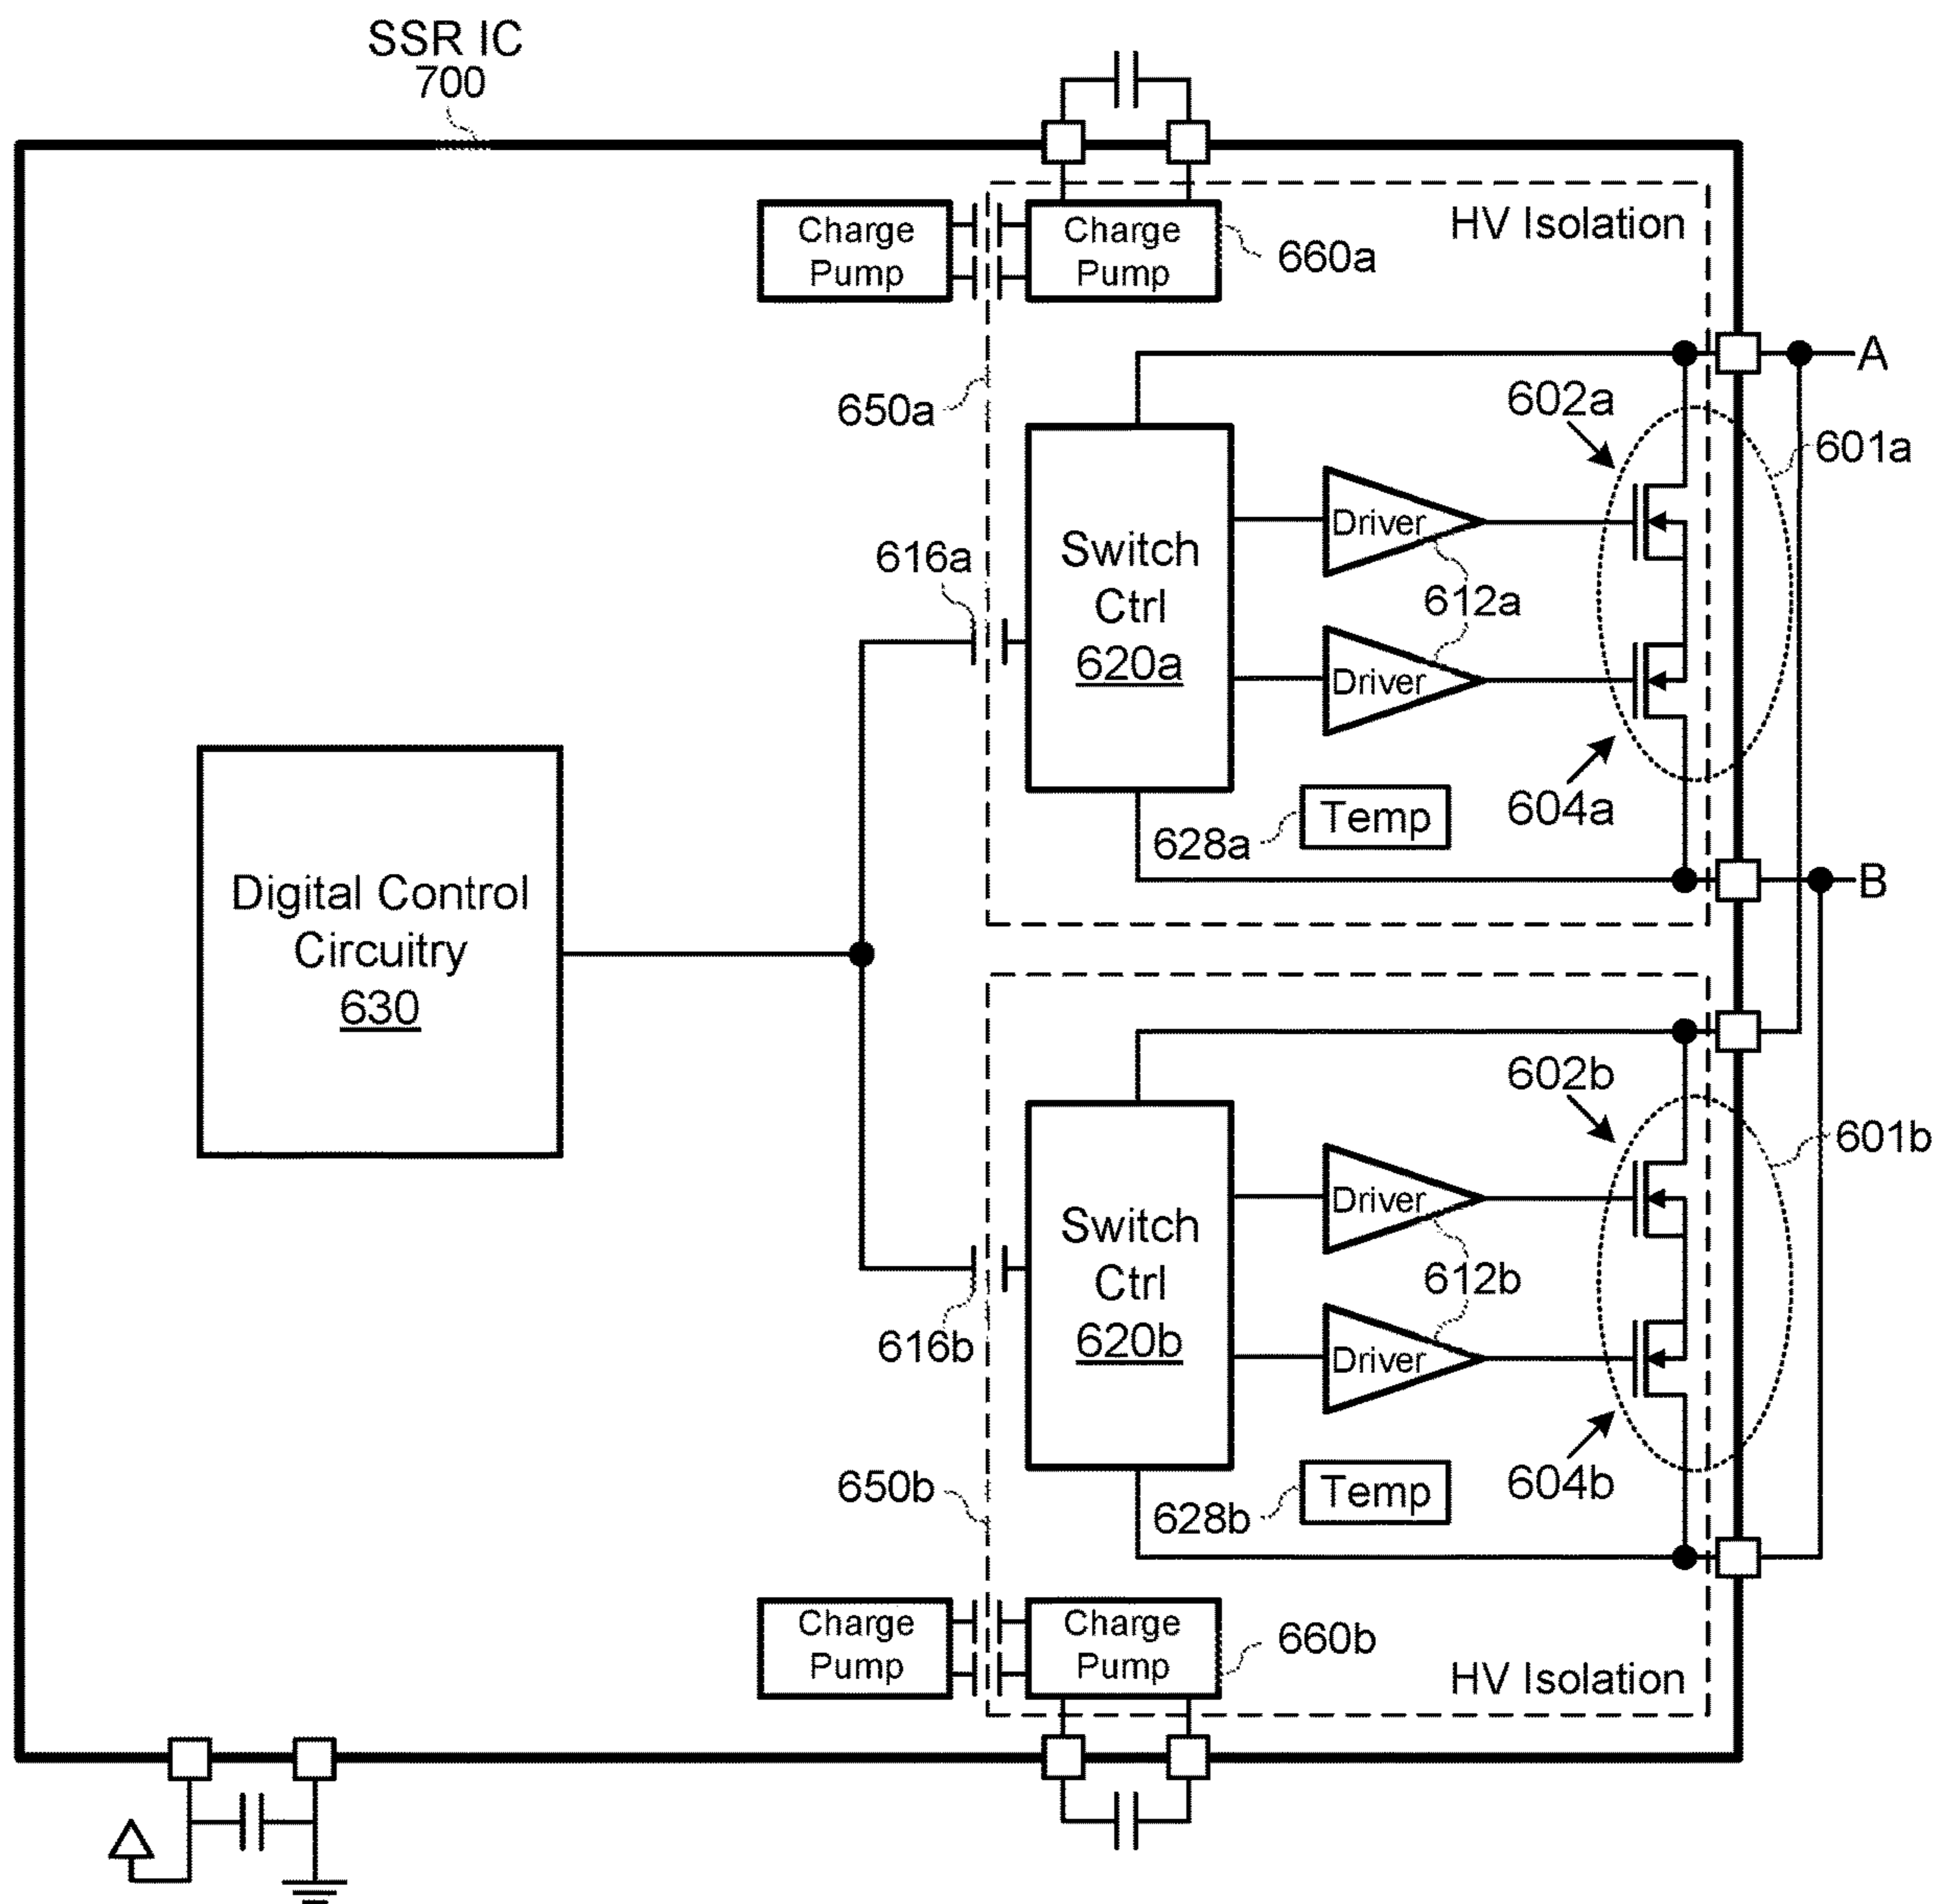 SSR IC
700
Charge
Pump
Charge
Pump
660a
HV Isolation
A
650a
602a
601a
Driver
Switch
Ctrl
620a
616a
612a
Driver
604a
Temp
628a
B
Digital Control
Circuitry
630
602b
601b
Driver
Switch
Ctrl
620b
616b
612b
Driver
604b
650b
Temp
628b
Charge
Pump
Charge
Pump
660b
HV Isolation